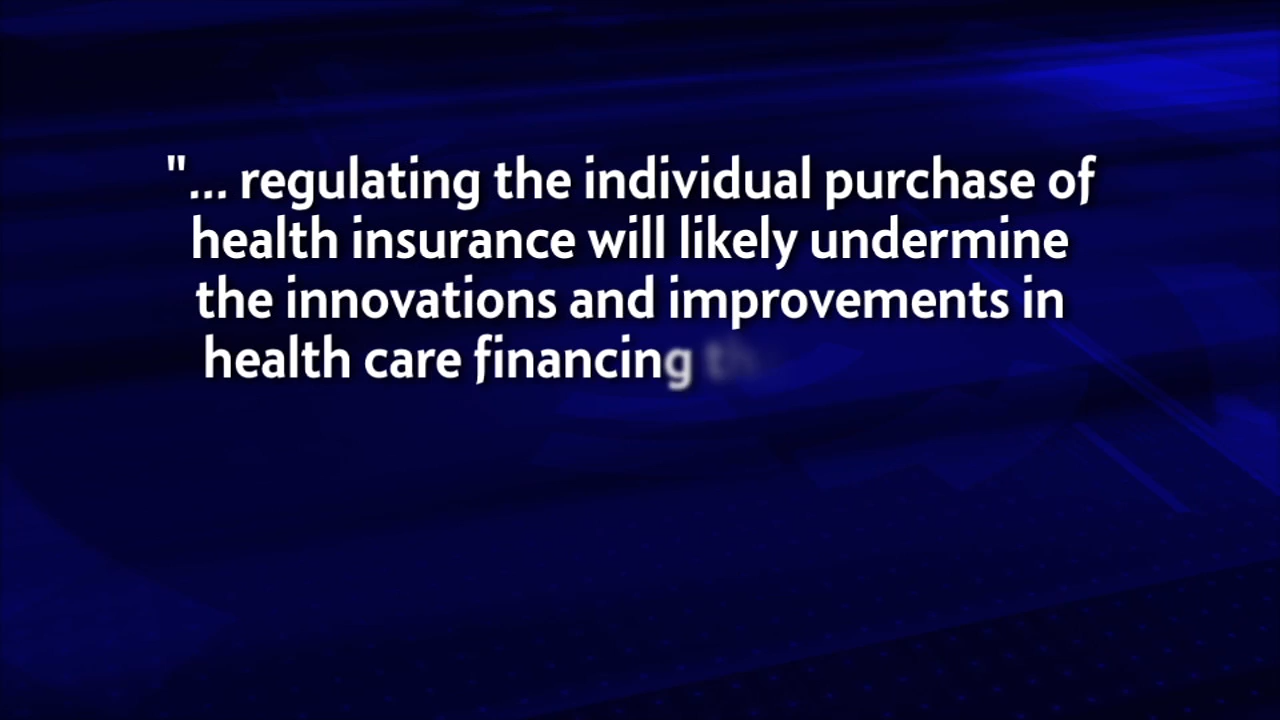 "... regulating the individual purchase of
health insurance will likely undermine
the innovations and improvements in
health care financing